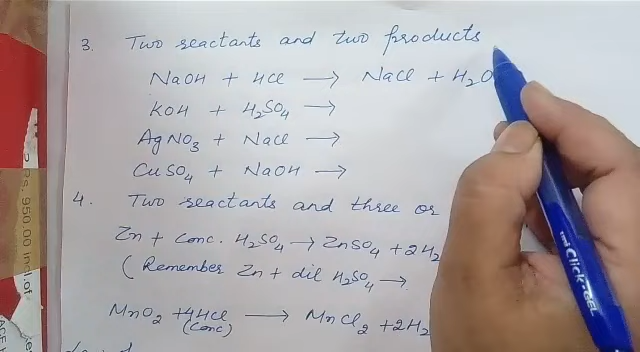 3. Two reactants and two products
NaOH + HCl → NaCl + H₂O
KOH + H₂SO₄ →
AgNO₃ + NaCl →
CuSO₄ + NaOH →
4. Two reactants and three or
Zn + Conc. H₂SO₄ → ZnSO₄ + 2H₂
( Remember Zn + dil H₂SO₄ →
MnO₂ + 4HCl → MnCl₂ + 2H₂
(Conc)
Rs. 950.00 incl.of
Click-GEL